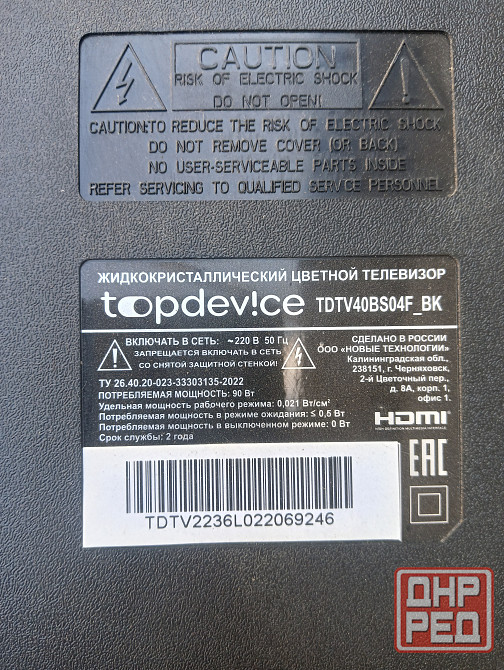 CAUTION
RISK OF ELECTRIC SHOCK
DO NOT OPEN!
CAUTION:TO REDUCE THE RISK OF ELECTRIC SHOCK
DO NOT REMOVE COVER (OR BACK)
NO USER-SERVICEABLE PARTS INSIDE
REFER SERVICING TO QUALIFIED SERVICE PERSONNEL
ЖИДКОКРИСТАЛЛИЧЕСКИЙ ЦВЕТНОЙ ТЕЛЕВИЗОР
topdevice TDTV40BS04F_BK
ВКЛЮЧАТЬ В СЕТЬ: ~220 В 50 Гц
ЗАПРЕЩАЕТСЯ ВКЛЮЧАТЬ В СЕТЬ
СО СНЯТОЙ ЗАЩИТНОЙ СТЕНКОЙ!
СДЕЛАНО В РОССИИ
ООО «НОВЫЕ ТЕХНОЛОГИИ»
Калининградская обл.,
238151, г. Черняховск,
2-й Цветочный пер.,
д. 8А, корп. 1,
офис 1.
ТУ 26.40.20-023-33303135-2022
ПОТРЕБЛЯЕМАЯ МОЩНОСТЬ: 90 Вт
Удельная мощность рабочего режима: 0,021 Вт/см²
Потребляемая мощность в режиме ожидания: ≤ 0,5 Вт
Потребляемая мощность в выключенном режиме: 0 Вт
Срок службы: 2 года
HDMI
HIGH-DEFINITION MULTIMEDIA INTERFACE
EAC
TDTV2236L022069246
ДНР
РЕД